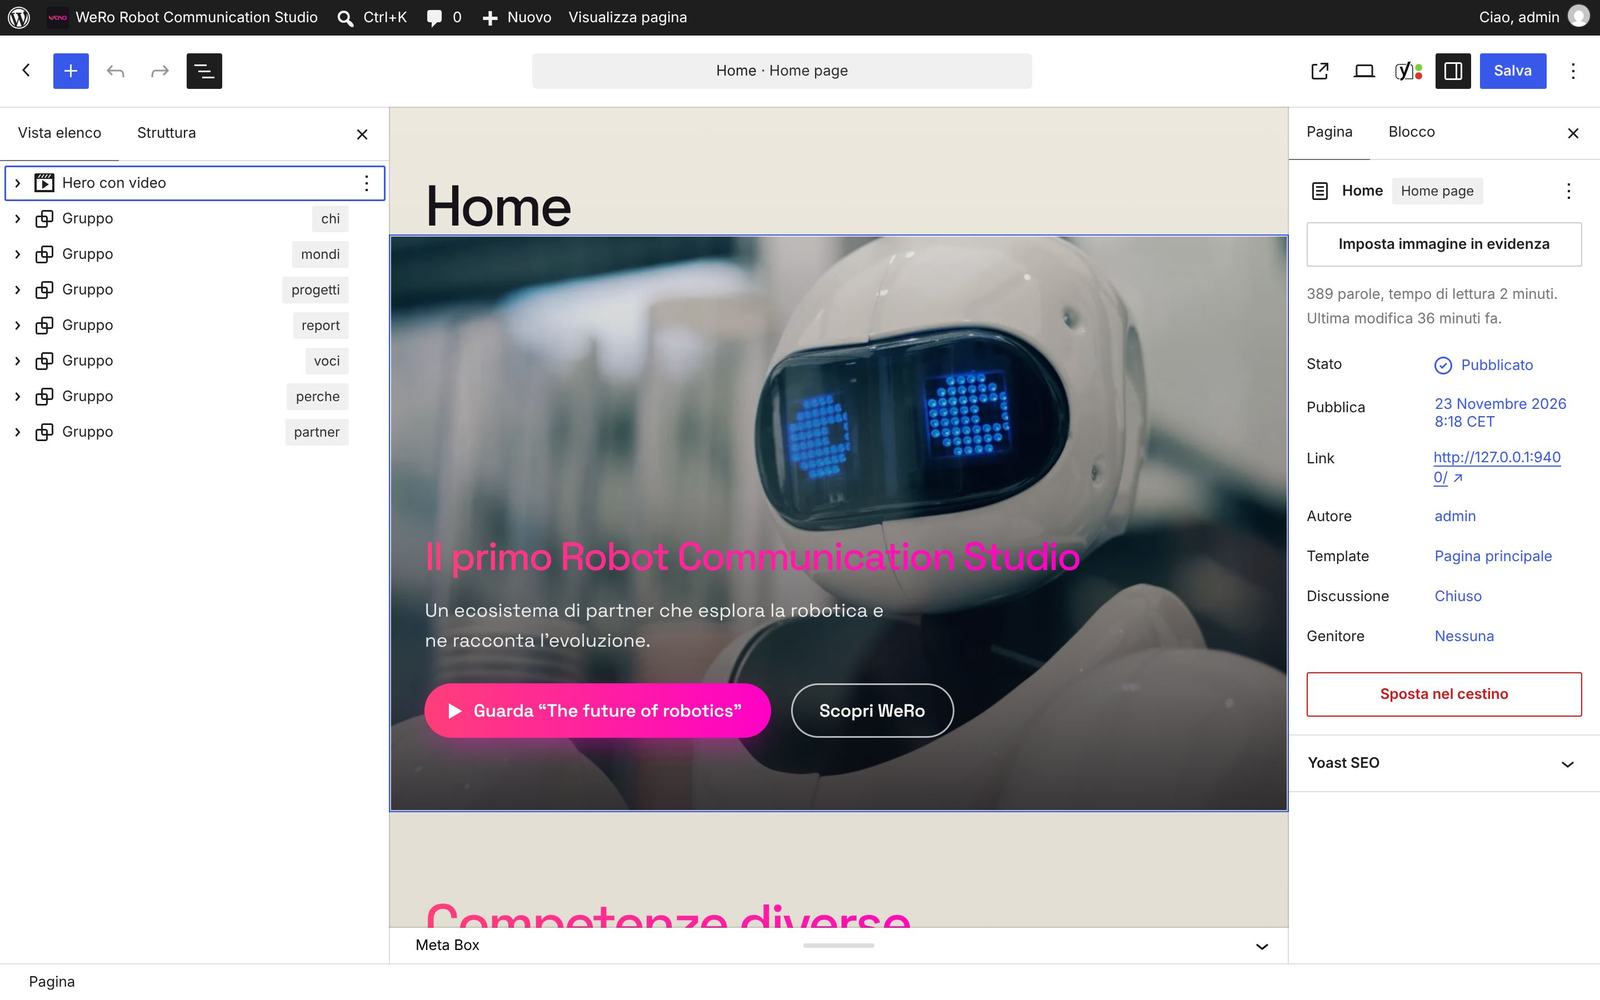 WeRo Robot Communication Studio
Ctrl+K
0
Nuovo
Visualizza pagina
Ciao, admin
Home · Home page
Salva
Vista elenco
Struttura
Hero con video
Gruppo
chi
Gruppo
mondi
Gruppo
progetti
Gruppo
report
Gruppo
voci
Gruppo
perche
Gruppo
partner
Home
Il primo Robot Communication Studio
Un ecosistema di partner che esplora la robotica e
ne racconta l’evoluzione.
Guarda “The future of robotics”
Scopri WeRo
Competenze diverse
Meta Box
Pagina
Blocco
Home
Home page
Imposta immagine in evidenza
389 parole, tempo di lettura 2 minuti.
Ultima modifica 36 minuti fa.
Stato
Pubblicato
Pubblica
23 Novembre 2026
8:18 CET
Link
http://127.0.0.1:940
0/
Autore
admin
Template
Pagina principale
Discussione
Chiuso
Genitore
Nessuna
Sposta nel cestino
Yoast SEO
Pagina